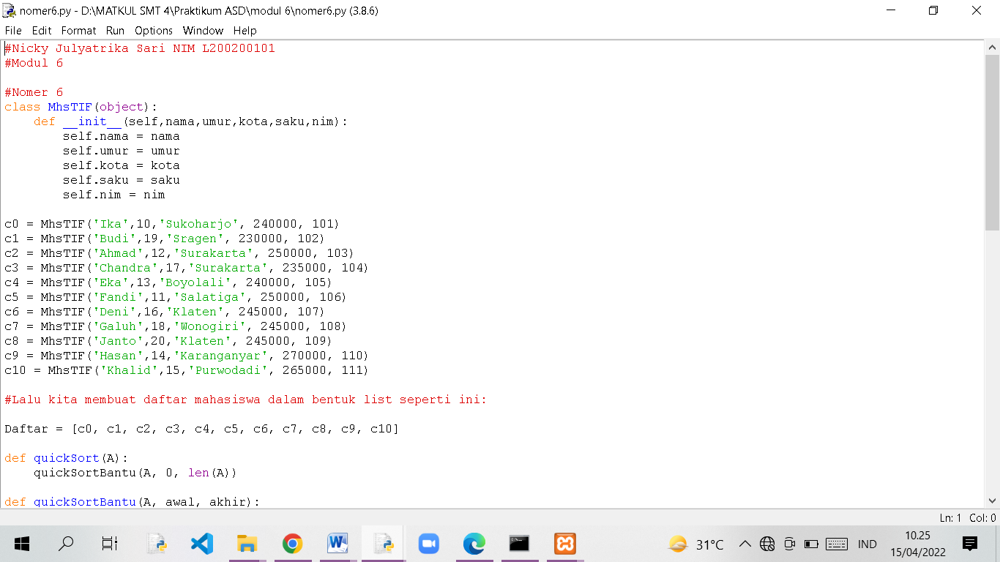 nomer6.py - D:\MATKUL SMT 4\Praktikum ASD\modul 6\nomer6.py (3.8.6)
File Edit Format Run Options Window Help
#Nicky Julyatrika Sari NIM L200200101
#Modul 6
#Nomer 6
class MhsTIF(object):
    def __init__(self,nama,umur,kota,saku,nim):
        self.nama = nama
        self.umur = umur
        self.kota = kota
        self.saku = saku
        self.nim = nim
c0 = MhsTIF('Ika',10,'Sukoharjo', 240000, 101)
c1 = MhsTIF('Budi',19,'Sragen', 230000, 102)
c2 = MhsTIF('Ahmad',12,'Surakarta', 250000, 103)
c3 = MhsTIF('Chandra',17,'Surakarta', 235000, 104)
c4 = MhsTIF('Eka',13,'Boyolali', 240000, 105)
c5 = MhsTIF('Fandi',11,'Salatiga', 250000, 106)
c6 = MhsTIF('Deni',16,'Klaten', 245000, 107)
c7 = MhsTIF('Galuh',18,'Wonogiri', 245000, 108)
c8 = MhsTIF('Janto',20,'Klaten', 245000, 109)
c9 = MhsTIF('Hasan',14,'Karanganyar', 270000, 110)
c10 = MhsTIF('Khalid',15,'Purwodadi', 265000, 111)
#Lalu kita membuat daftar mahasiswa dalam bentuk list seperti ini:
Daftar = [c0, c1, c2, c3, c4, c5, c6, c7, c8, c9, c10]
def quickSort(A):
    quickSortBantu(A, 0, len(A))
def quickSortBantu(A, awal, akhir):
Ln: 1 Col: 0
31°C IND 10.25
15/04/2022